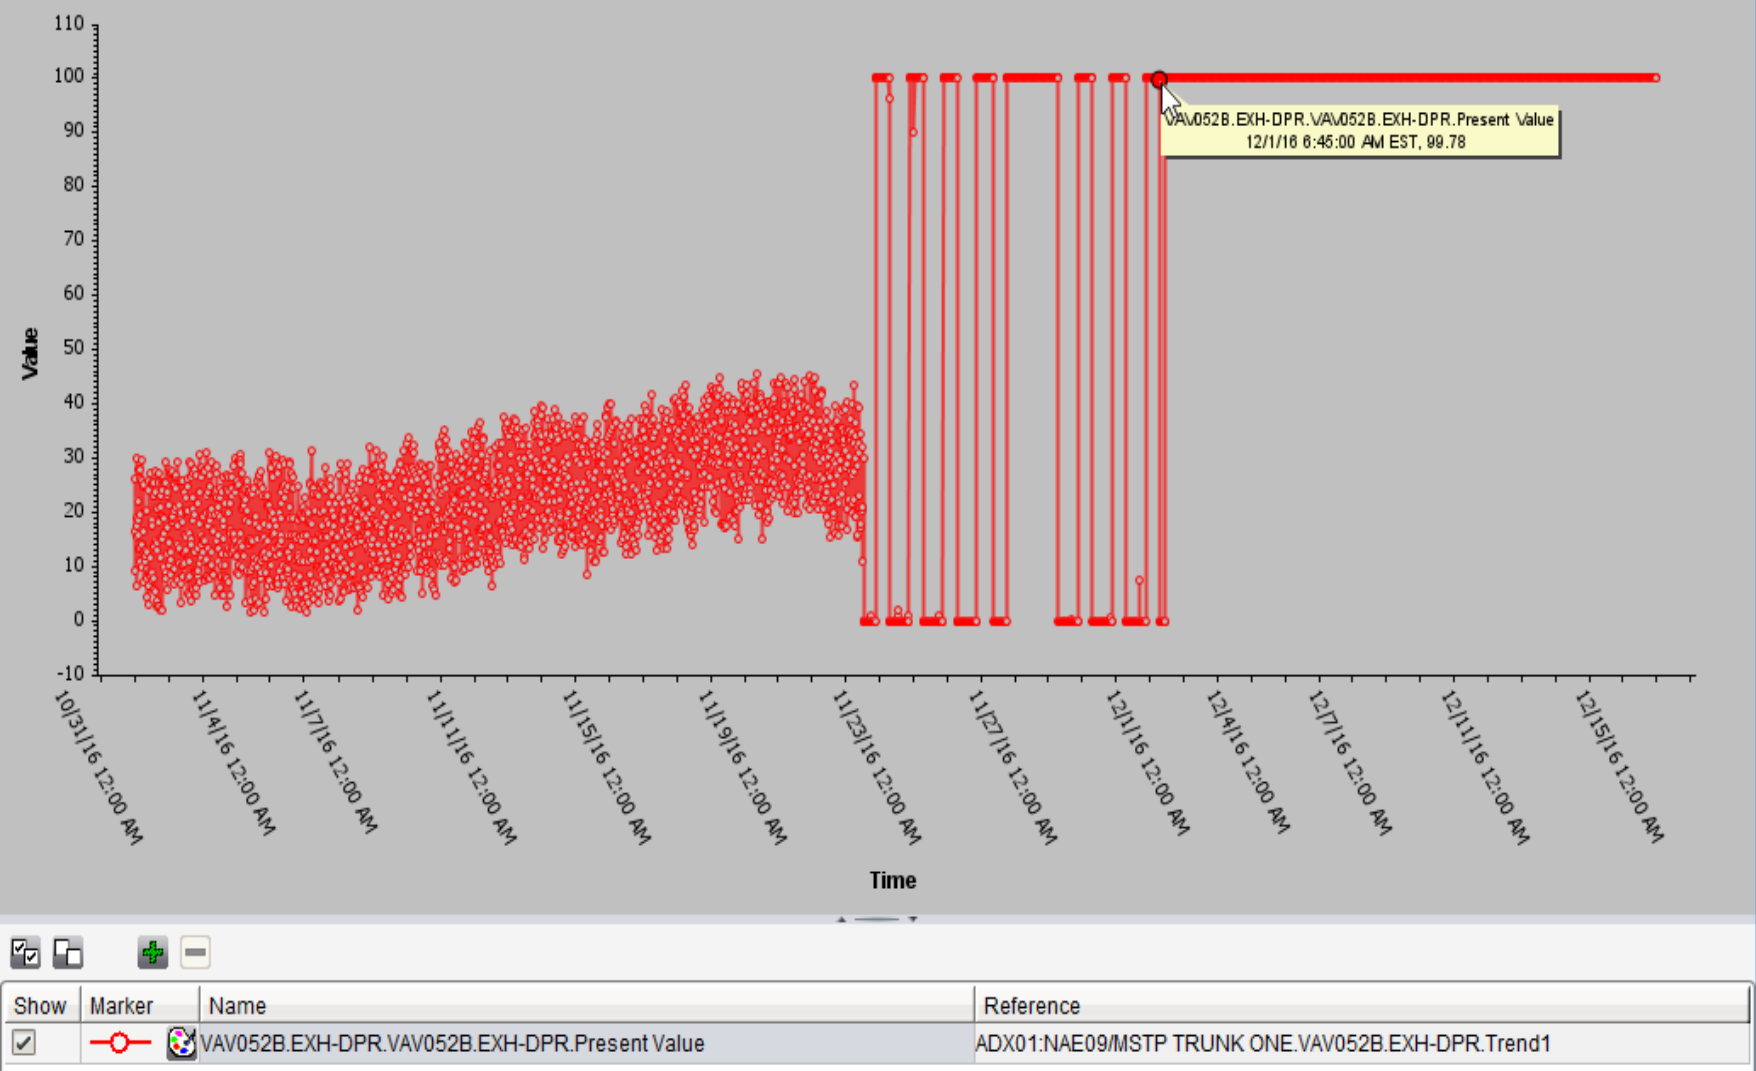 110
100
90
80
70
60
50
40
30
20
10
0
-10
Value
VAV052B.EXH-DPR.VAV052B.EXH-DPR.Present Value
12/1/16 6:45:00 AM EST, 99.78
10/31/16 12:00 AM
11/4/16 12:00 AM
11/7/16 12:00 AM
11/11/16 12:00 AM
11/15/16 12:00 AM
11/19/16 12:00 AM
11/23/16 12:00 AM
11/27/16 12:00 AM
12/1/16 12:00 AM
12/4/16 12:00 AM
12/7/16 12:00 AM
12/11/16 12:00 AM
12/15/16 12:00 AM
Time
Show Marker Name Reference
VAV052B.EXH-DPR.VAV052B.EXH-DPR.Present Value ADX01:NAE09/MSTP TRUNK ONE.VAV052B.EXH-DPR.Trend1